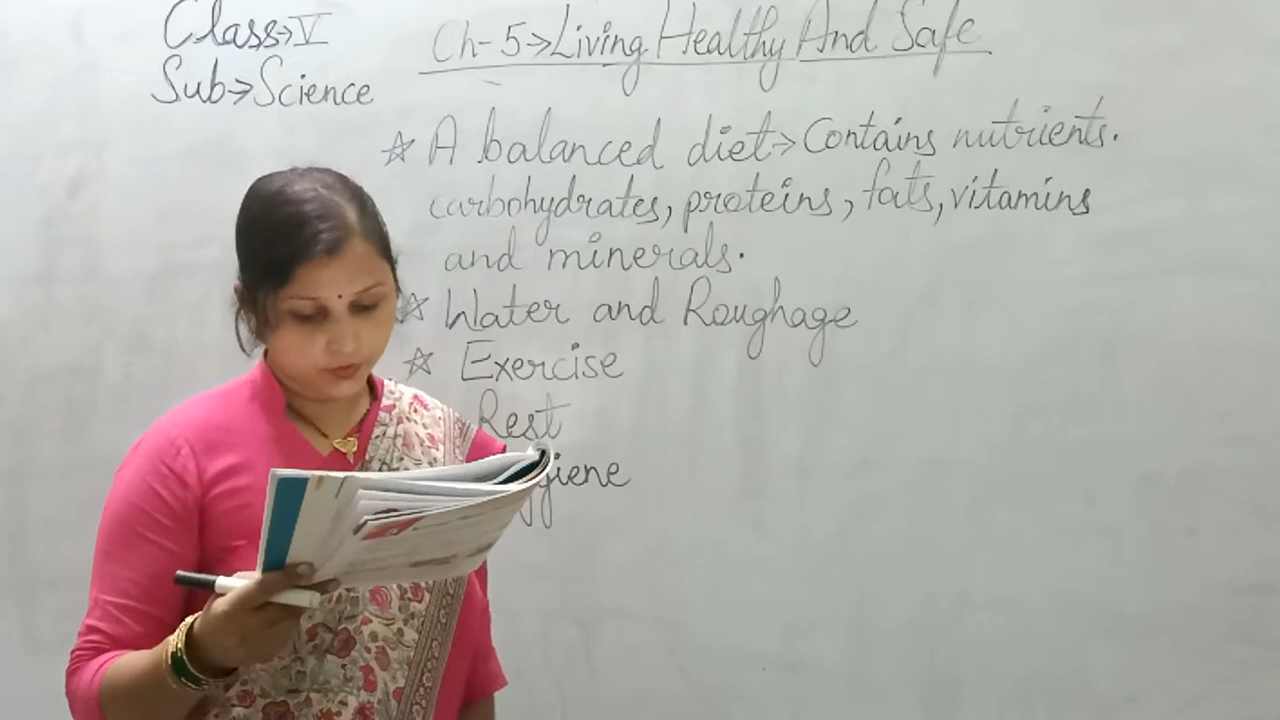 Class→V
Sub→Science
Ch-5→Living Healthy And Safe
☆ A balanced diet→Contains nutrients.
carbohydrates, proteins, fats, vitamins
and minerals.
☆ Water and Roughage
☆ Exercise
Rest